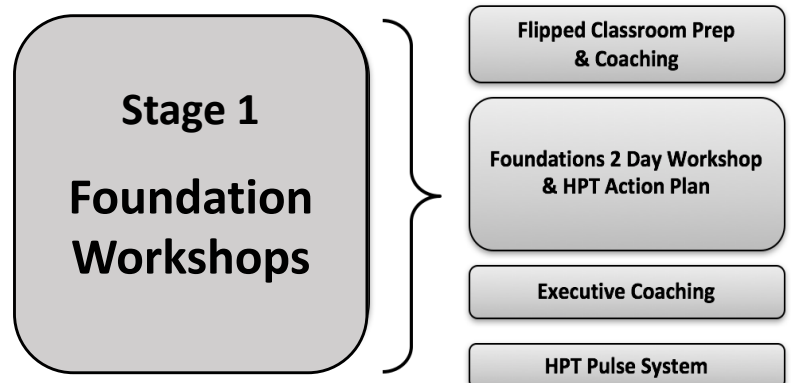 Stage 1
Foundation
Workshops
Flipped Classroom Prep
& Coaching
Foundations 2 Day Workshop
& HPT Action Plan
Executive Coaching
HPT Pulse System